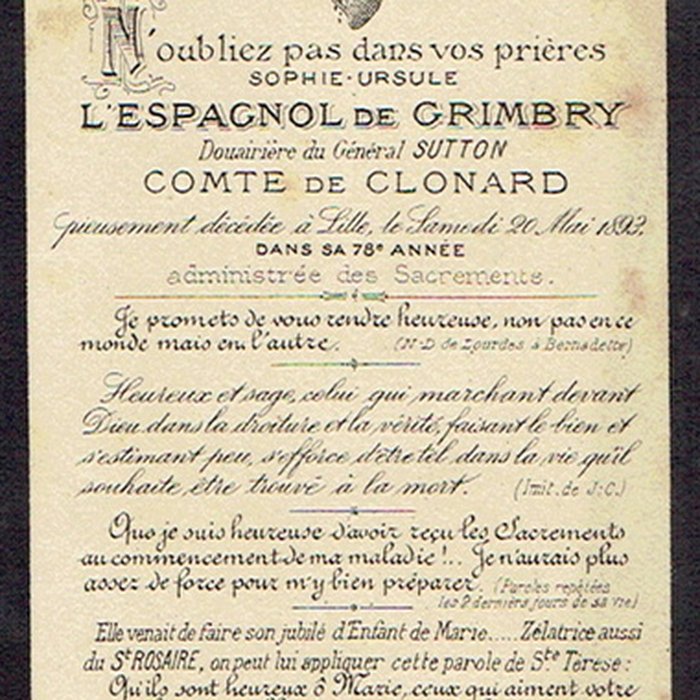 N'oubliez pas dans vos prières
SOPHIE-URSULE
L'ESPAGNOL DE GRIMBRY
Douairière du Général SUTTON
COMTE DE CLONARD
pieusement décédée à Lille, le Samedi 20 Mai 1893,
DANS SA 78e ANNÉE
administrée des Sacrements.
Je promets de vous rendre heureuse, non pas en ce
monde mais en l'autre. (N-D de Lourdes à Bernadette)
Heureux et sage, celui qui marchant devant
Dieu dans la droiture et la vérité, faisant le bien et
s'estimant peu, s'efforce d'être tel dans la vie qu'il
souhaite être trouvé à la mort. (Imit. de J.-C.)
Que je suis heureuse d'avoir reçu les Sacrements
au commencement de ma maladie !.. Je n'aurais plus
assez de force pour m'y bien préparer. (Paroles repétées
les 2 derniers jours de sa vie)
Elle venait de faire son jubilé d'Enfant de Marie..... Zélatrice aussi
du St ROSAIRE, on peut lui appliquer cette parole de Ste Térese :
Qu'ils sont heureux ô Marie, ceux qui aiment votre